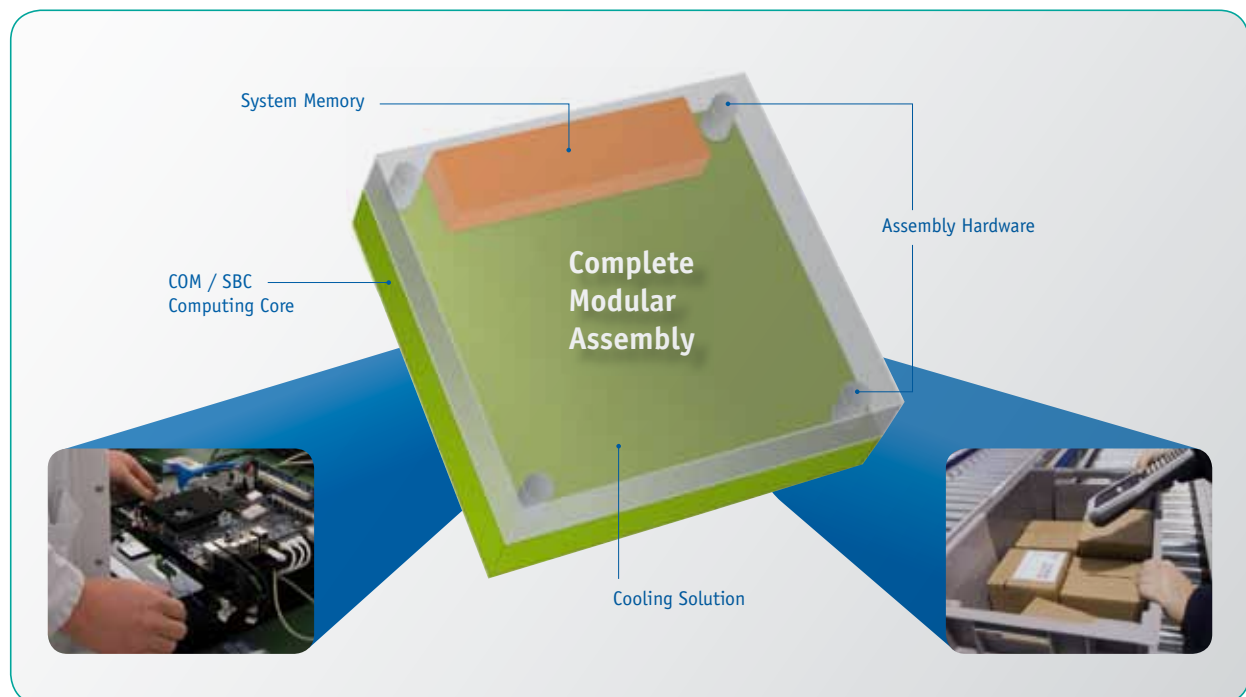 System Memory
Assembly Hardware
COM / SBC
Computing Core
Complete
Modular
Assembly
Cooling Solution